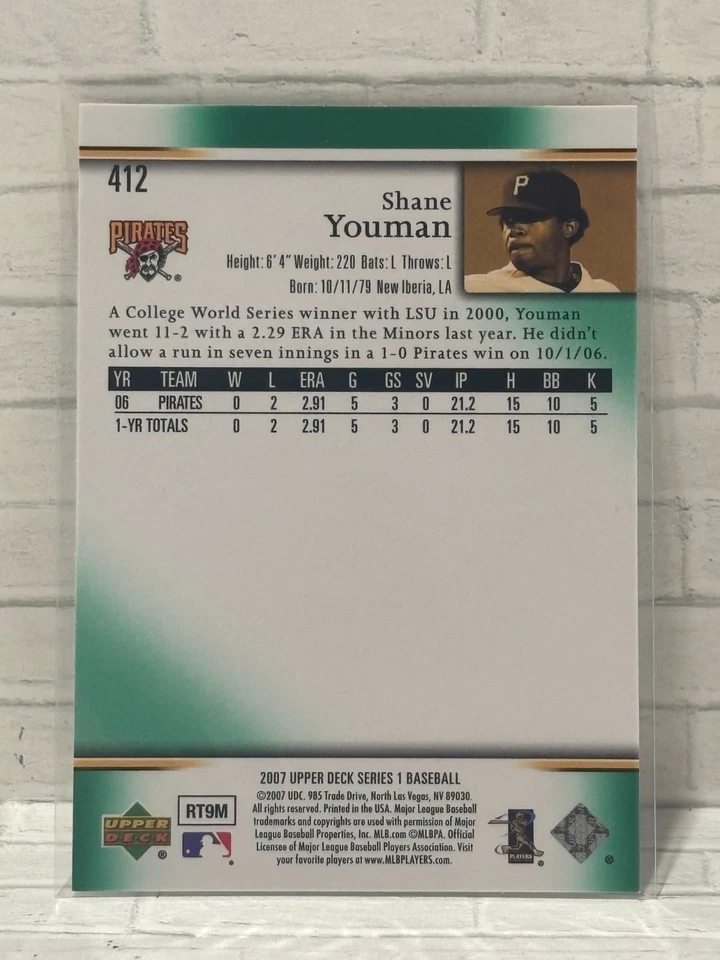 412
Shane
Youman
P
PIRATES
®
Height: 6' 4" Weight: 220 Bats: L Throws: L
Born: 10/11/79 New Iberia, LA
A College World Series winner with LSU in 2000, Youman
went 11-2 with a 2.29 ERA in the Minors last year. He didn't
allow a run in seven innings in a 1-0 Pirates win on 10/1/06.
YR TEAM W L ERA G GS SV IP H BB K
06 PIRATES 0 2 2.91 5 3 0 21.2 15 10 5
1-YR TOTALS 0 2 2.91 5 3 0 21.2 15 10 5
2007 UPPER DECK SERIES 1 BASEBALL
©2007 UDC. 985 Trade Drive, North Las Vegas, NV 89030.
All rights reserved. Printed in the USA. Major League Baseball
trademarks and copyrights are used with permission of Major
League Baseball Properties, Inc. MLB.com ©MLBPA. Official
Licensee of Major League Baseball Players Association. Visit
your favorite players at www.MLBPLAYERS.com.
UPPER
DECK
®
RT9M
®
PLAYERS
®
®